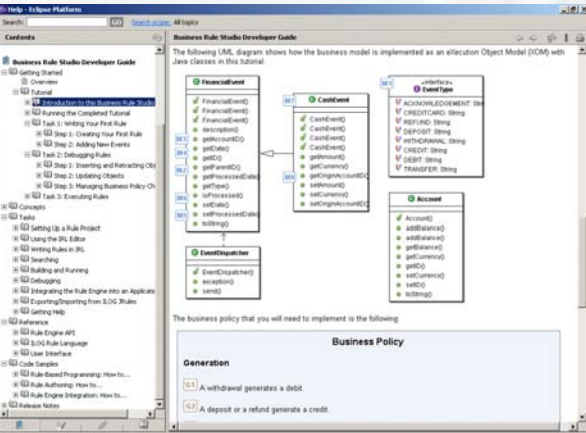 Help - Eclipse Platform
Search:
GO
Search scope: All topics
Contents
Business Rule Studio Developer Guide
Getting Started
Overview
Tutorial
Introduction to this Business Rule Studio
Running the Completed Tutorial
Task 1: Writing Your First Rule
Step 1: Creating Your First Rule
Step 2: Adding New Events
Task 2: Debugging Rules
Step 1: Inserting and Retracting Obj
Step 2: Updating Objects
Step 3: Managing Business Policy Ch
Task 3: Executing Rules
Concepts
Tasks
Setting Up a Rule Project
Using the IRL Editor
Writing Rules in IRL
Searching
Building and Running
Debugging
Integrating the Rule Engine into an Applicatio
Exporting/Importing from ILOG JRules
Getting Help
Reference
Rule Engine API
ILOG Rule Language
User Interface
Code Samples
Rule-Based Programming: How to...
Rule Authoring: How to...
Rule Engine Integration: How to...
Release Notes
Business Rule Studio Developer Guide
The following UML diagram shows how the business model is implemented as an eXecution Object Model (XOM) with
Java classes in this tutorial:
FinancialEvent
FinancialEvent()
FinancialEvent()
FinancialEvent()
description()
getAccountID()
getDate()
getID()
getParentID()
getProcessedDate()
getType()
isProcessed()
setDate()
setProcessedDate()
toString()
CashEvent
CashEvent()
CashEvent()
CashEvent()
getAmount()
getCurrency()
getOriginAccountID()
setAmount()
setCurrency()
setOriginAccountID()
«interface»
EventType
ACKNOWLEDGEMENT: Stri
CREDITCARD: String
REFUND: String
DEPOSIT: String
WITHDRAWAL: String
CREDIT: String
DEBIT: String
TRANSFER: String
Account
Account()
addBalance()
addBalance()
getBalance()
getCurrency()
getID()
setCurrency()
setID()
toString()
EventDispatcher
EventDispatcher()
exception()
send()
The business policy that you will need to implement is the following:
Business Policy
Generation
G1 A withdrawal generates a debit.
G2 A deposit or a refund generate a credit.